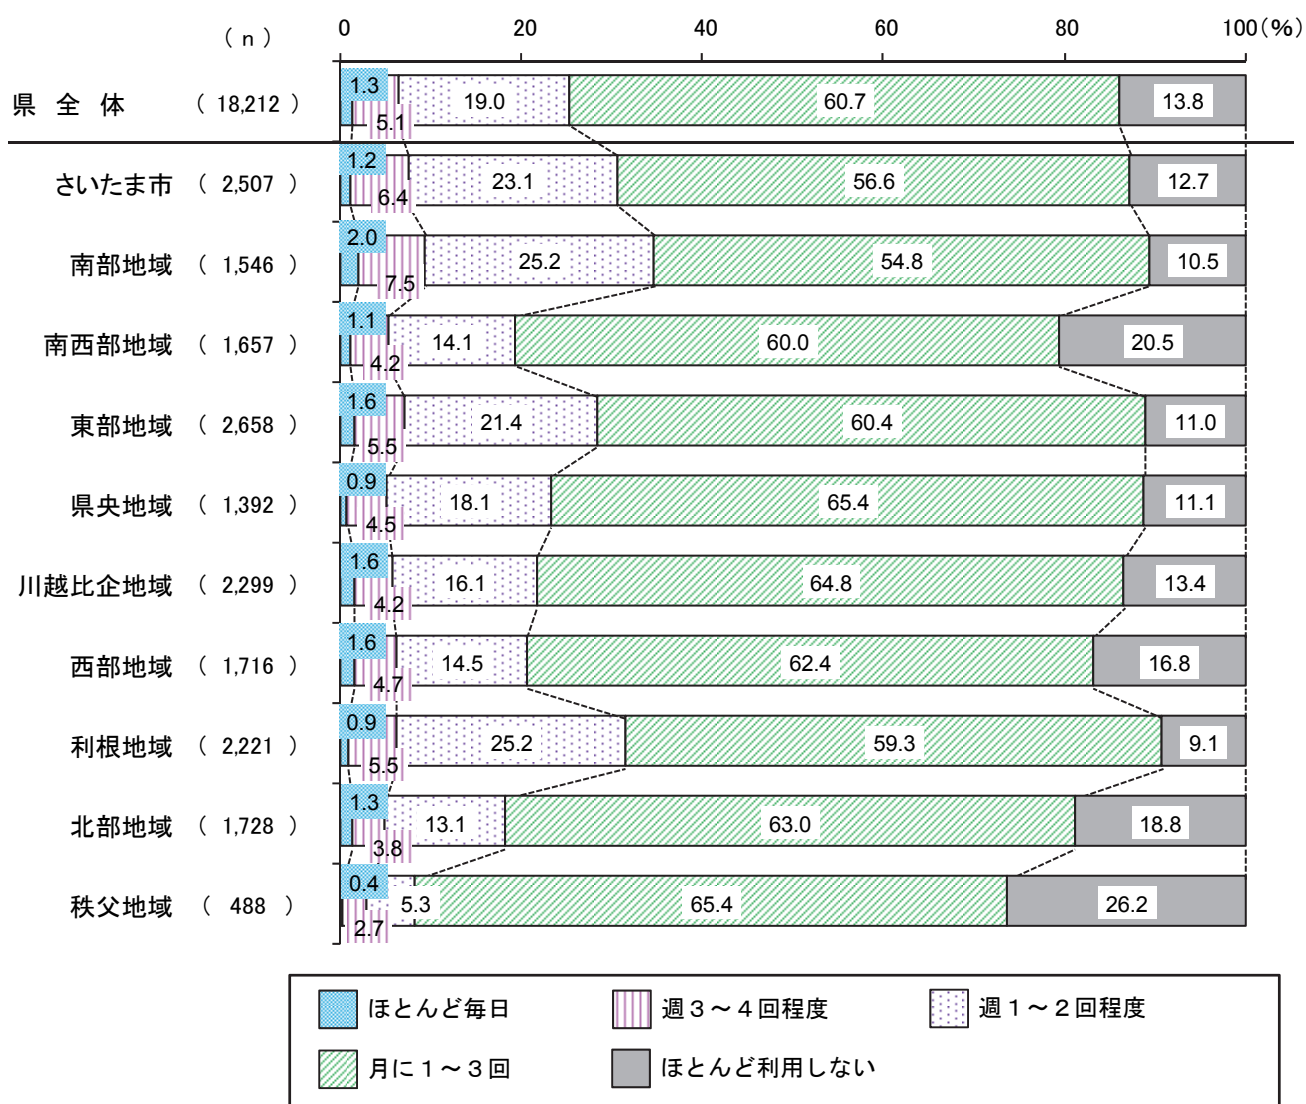 （ｎ） 0 20 40 60 80 100(％)
県 全 体 （ 18,212 ） 1.3 5.1 19.0 60.7 13.8
さいたま市 （ 2,507 ） 1.2 6.4 23.1 56.6 12.7
南部地域 （ 1,546 ） 2.0 7.5 25.2 54.8 10.5
南西部地域 （ 1,657 ） 1.1 4.2 14.1 60.0 20.5
東部地域 （ 2,658 ） 1.6 5.5 21.4 60.4 11.0
県央地域 （ 1,392 ） 0.9 4.5 18.1 65.4 11.1
川越比企地域 （ 2,299 ） 1.6 4.2 16.1 64.8 13.4
西部地域 （ 1,716 ） 1.6 4.7 14.5 62.4 16.8
利根地域 （ 2,221 ） 0.9 5.5 25.2 59.3 9.1
北部地域 （ 1,728 ） 1.3 3.8 13.1 63.0 18.8
秩父地域 （ 488 ） 0.4 2.7 5.3 65.4 26.2
ほとんど毎日 週３～４回程度 週１～２回程度
月に１～３回 ほとんど利用しない